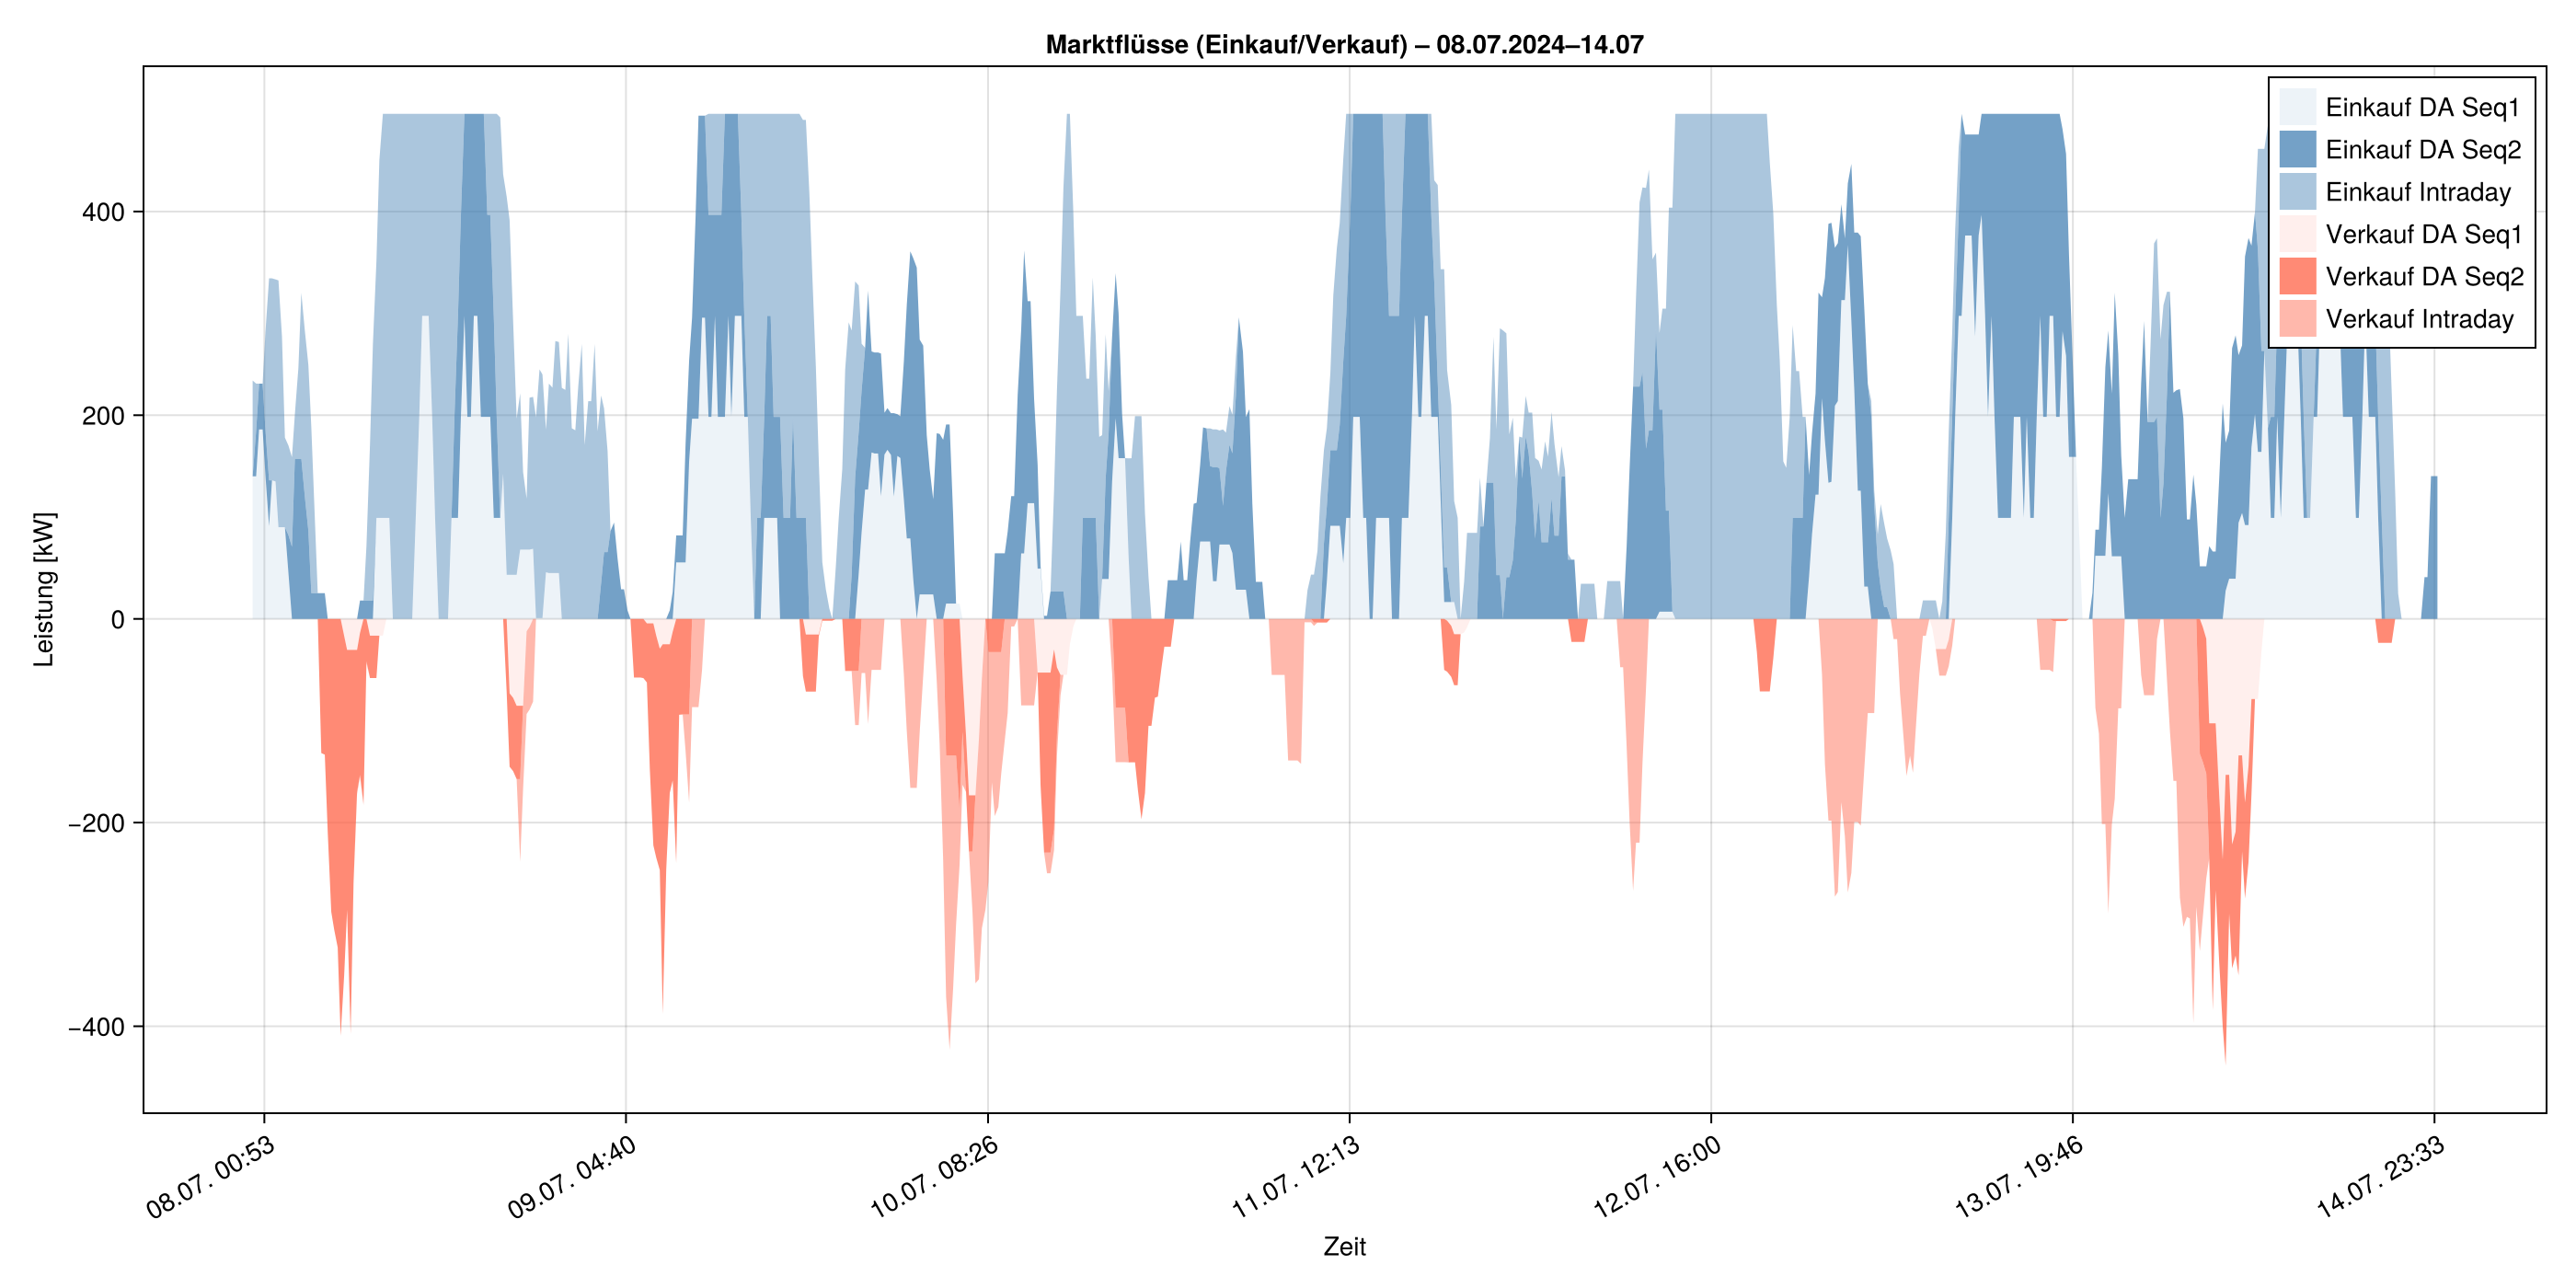 Marktflüsse (Einkauf/Verkauf) – 08.07.2024–14.07
Einkauf DA Seq1
Einkauf DA Seq2
Einkauf Intraday
Verkauf DA Seq1
Verkauf DA Seq2
Verkauf Intraday
Leistung [kW]
400
200
0
−200
−400
08.07. 00:53
09.07. 04:40
10.07. 08:26
11.07. 12:13
12.07. 16:00
13.07. 19:46
14.07. 23:33
Zeit